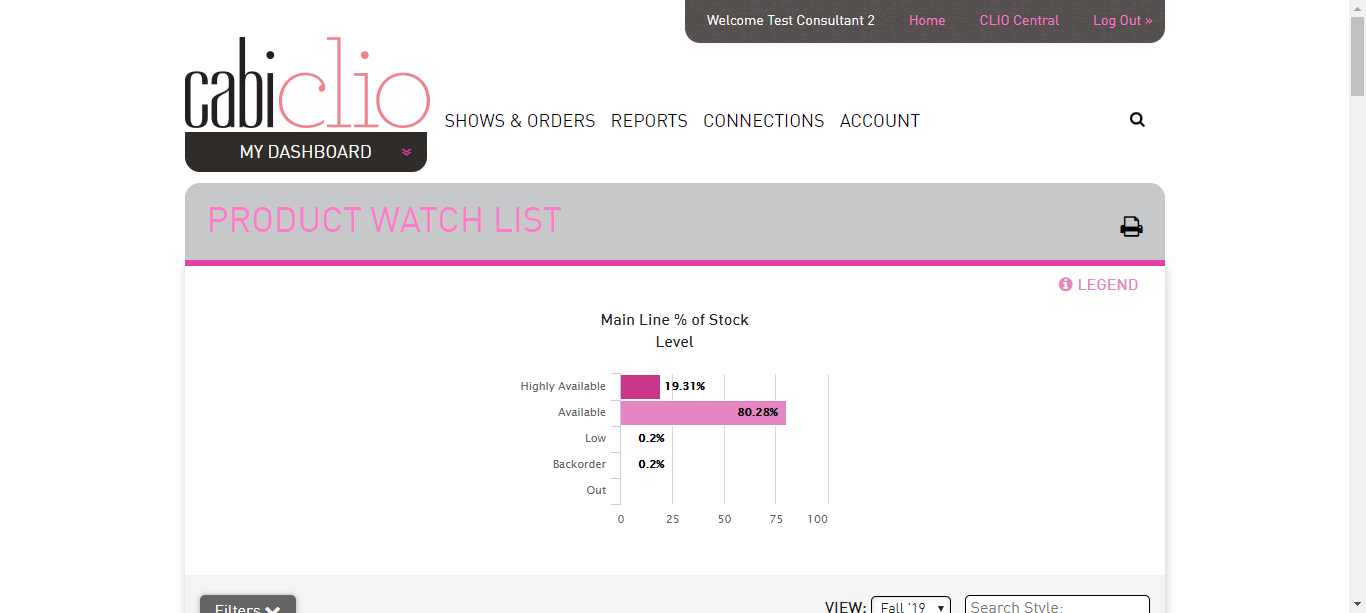 Welcome Test Consultant 2 Home CLIO Central Log Out »
cabiclio
SHOWS & ORDERS REPORTS CONNECTIONS ACCOUNT
MY DASHBOARD
PRODUCT WATCH LIST
LEGEND
Main Line % of Stock
Level
Highly Available 19.31%
Available 80.28%
Low 0.2%
Backorder 0.2%
Out
0 25 50 75 100
Filters VIEW: Fall '19 Search Style: